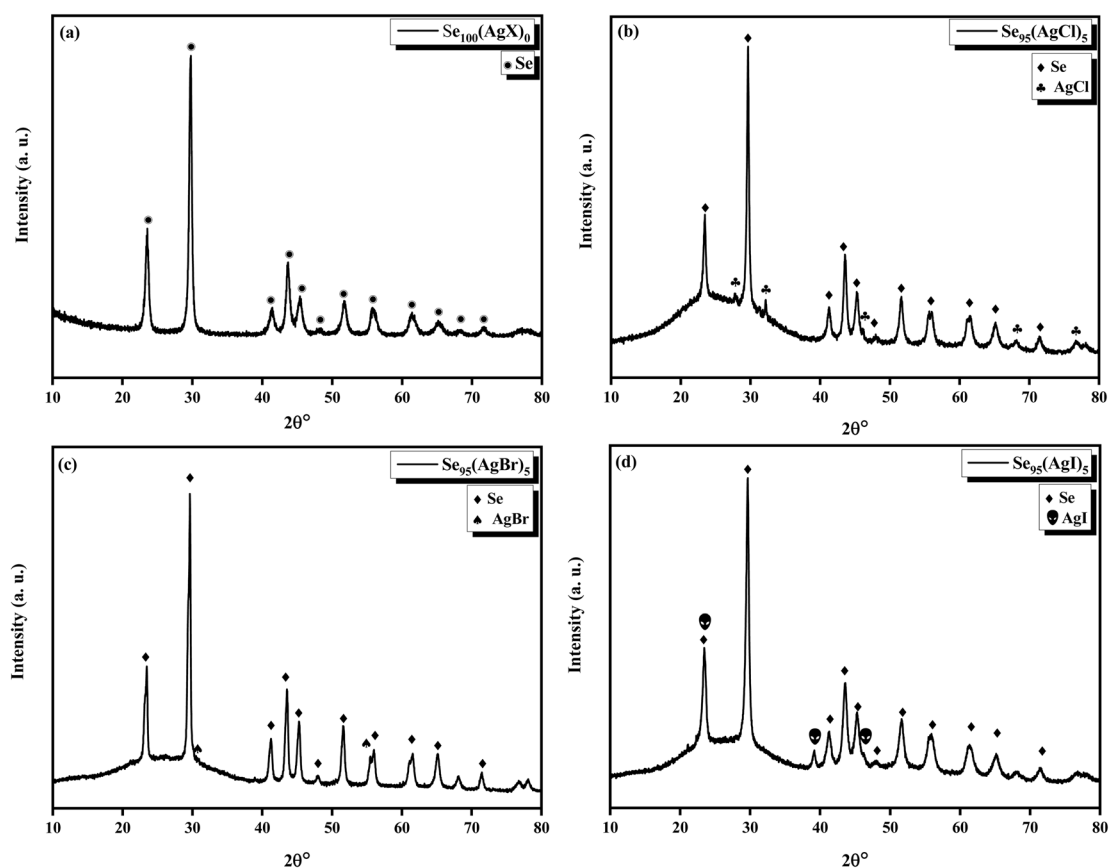 (a)
Se100(AgX)0
Se
Intensity (a. u.)
10 20 30 40 50 60 70 80
2θ°
(b)
Se95(AgCl)5
Se
AgCl
Intensity (a. u.)
10 20 30 40 50 60 70 80
2θ°
(c)
Se95(AgBr)5
Se
AgBr
Intensity (a. u.)
10 20 30 40 50 60 70 80
2θ°
(d)
Se95(AgI)5
Se
AgI
Intensity (a. u.)
10 20 30 40 50 60 70 80
2θ°